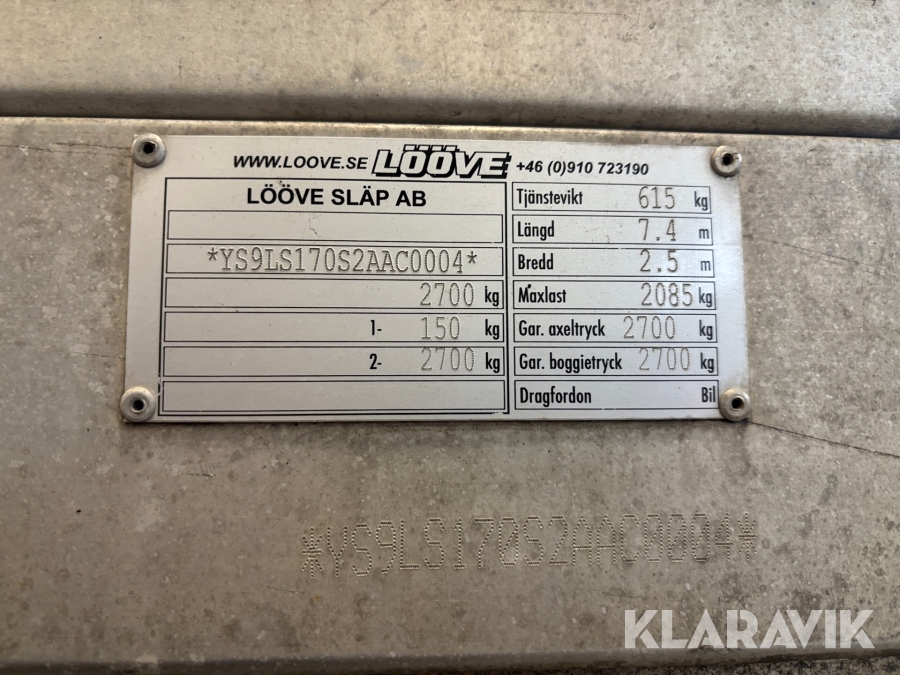 WWW.LOOVE.SE LÖÖVE +46 (0)910 723190
LÖÖVE SLÄP AB
*YS9LS170S2AAC0004*
2700 kg
1- 150 kg
2- 2700 kg
Tjänstevikt 615 kg
Längd 7.4 m
Bredd 2.5 m
Maxlast 2085 kg
Gar. axeltryck 2700 kg
Gar. boggietryck 2700 kg
Dragfordon Bil
*YS9LS170S2AAC0004*
KLARAVIK